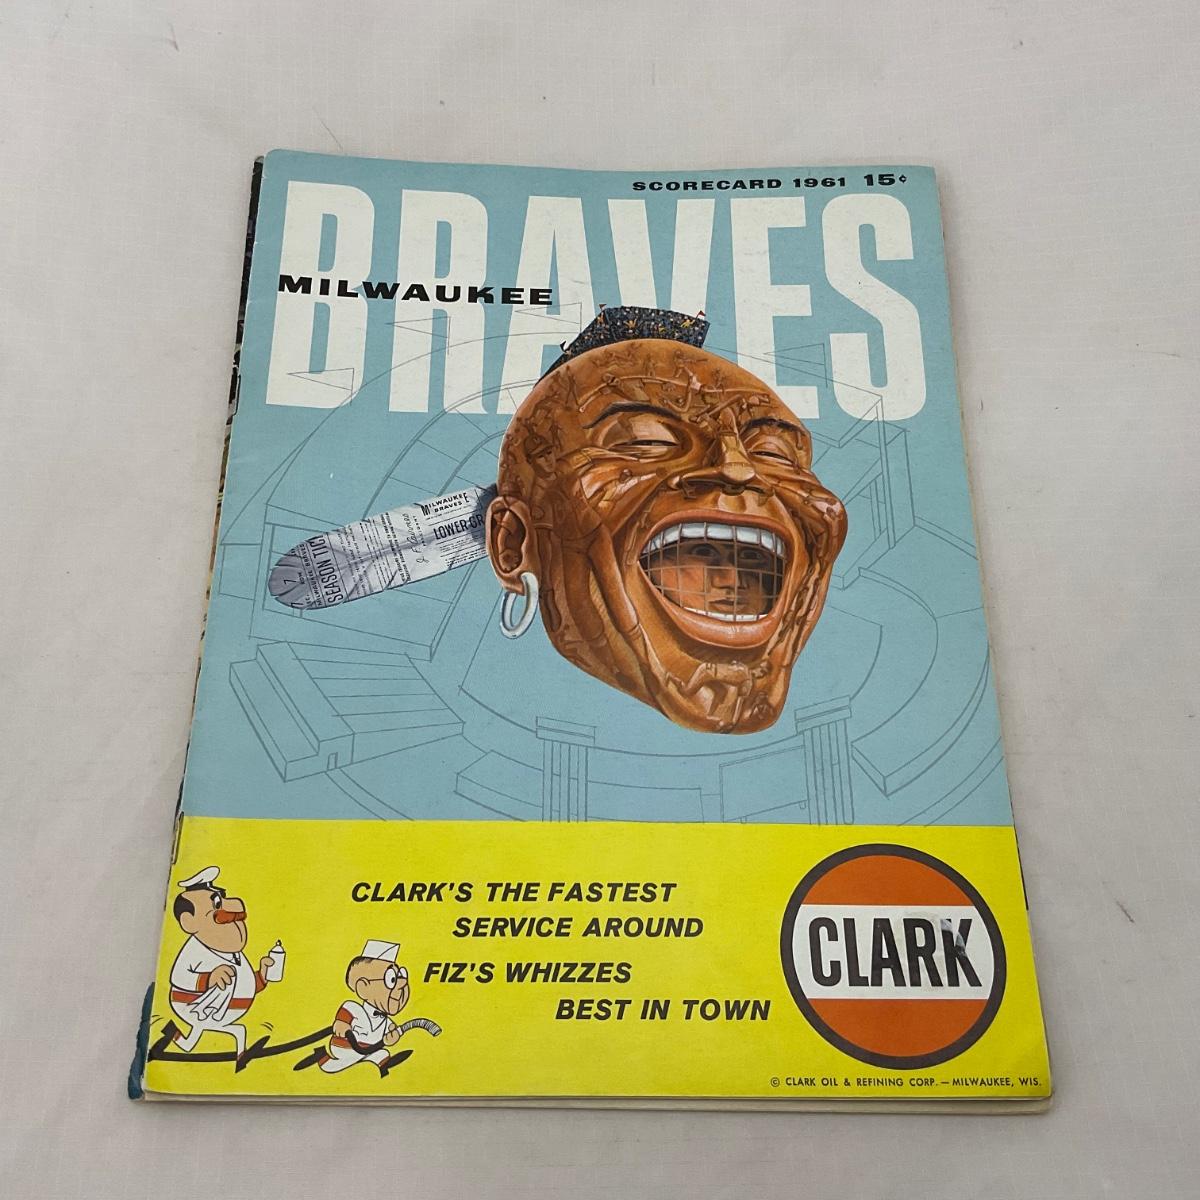 SCORECARD 1961 15¢
BRAVES
MILWAUKEE
MILWAUKEE
BRAVES
LOWER GR
SEASON TIC
CLARK'S THE FASTEST
SERVICE AROUND
FIZ'S WHIZZES
BEST IN TOWN
CLARK
© CLARK OIL & REFINING CORP. — MILWAUKEE, WIS.